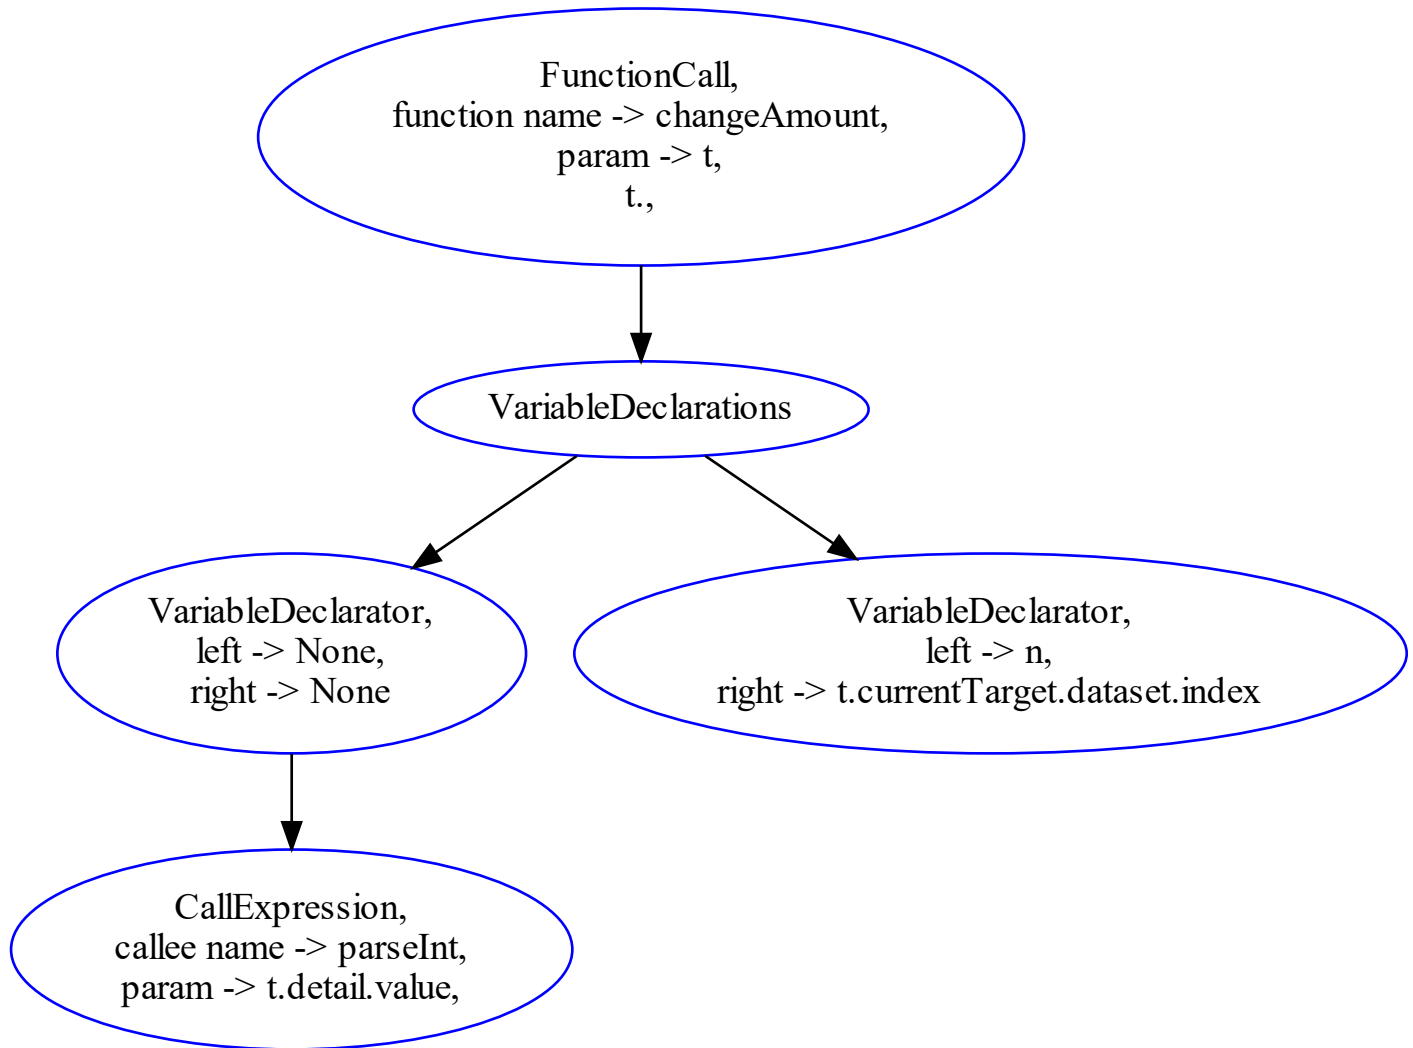 FunctionCall,
function name -> changeAmount,
param -> t,
t.,
VariableDeclarations
VariableDeclarator,
left -> None,
right -> None
VariableDeclarator,
left -> n,
right -> t.currentTarget.dataset.index
CallExpression,
callee name -> parseInt,
param -> t.detail.value,